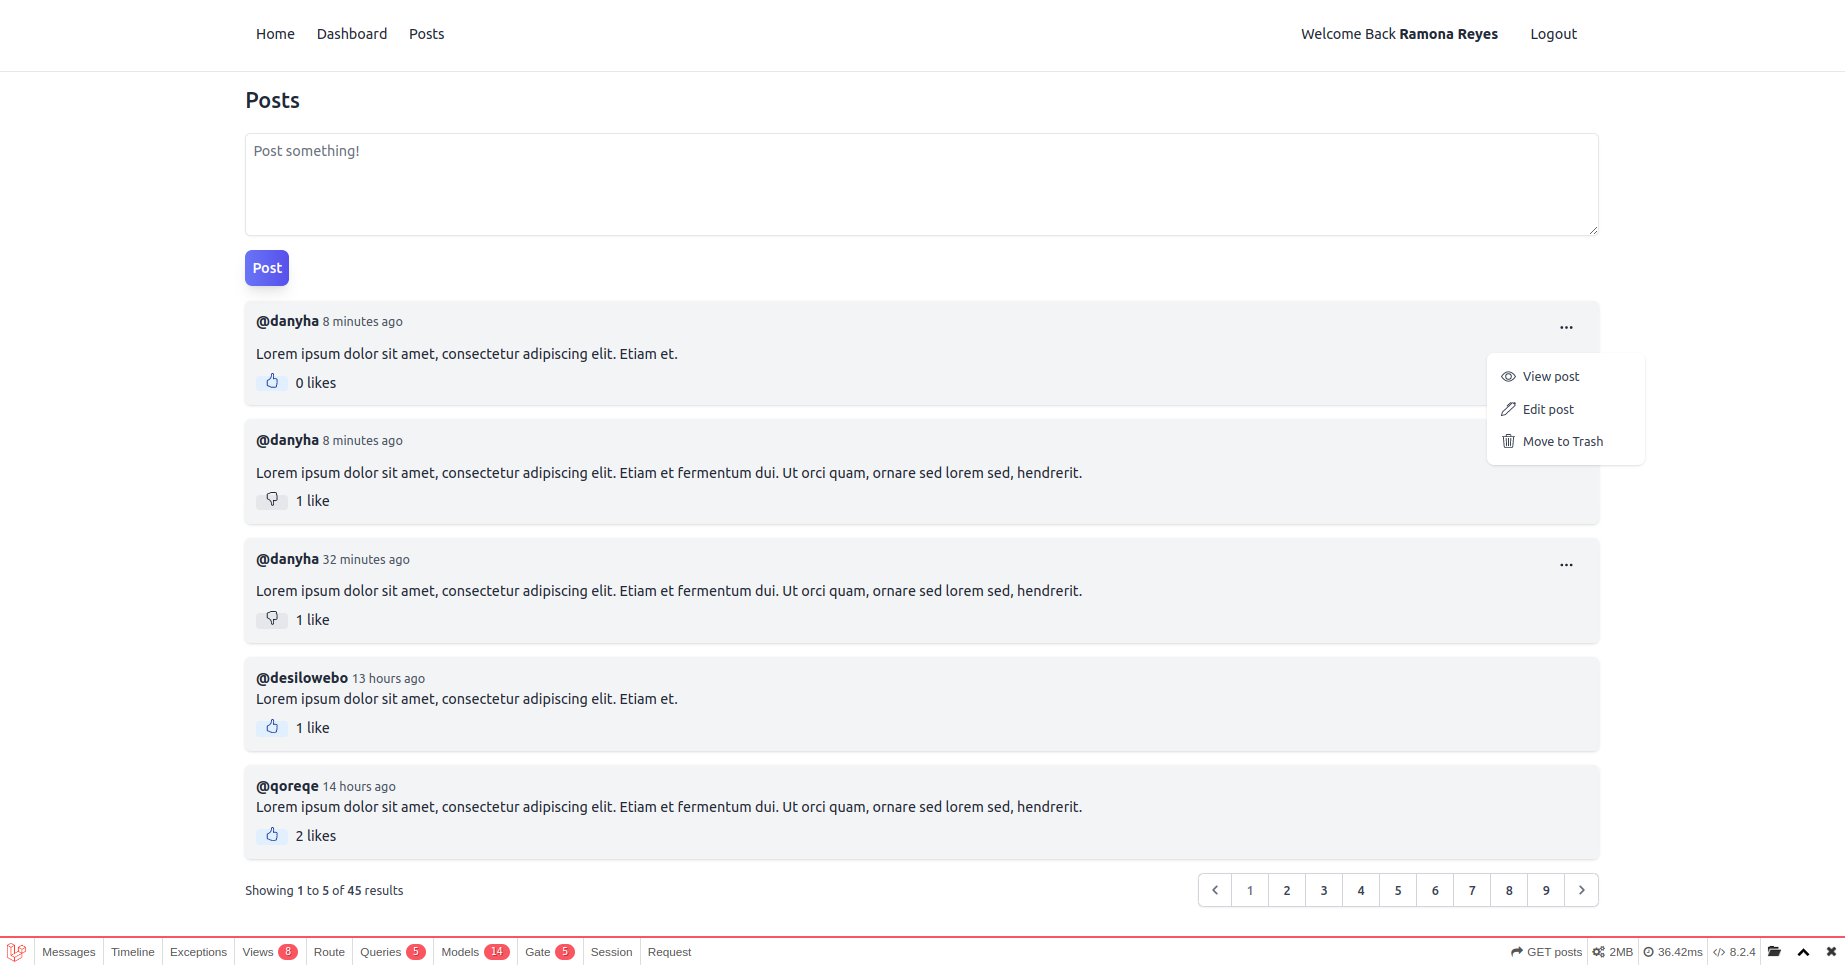 Home Dashboard Posts Welcome Back Ramona Reyes Logout
Posts
Post something!
Post
@danyha 8 minutes ago
...
Lorem ipsum dolor sit amet, consectetur adipiscing elit. Etiam et.
0 likes
View post
Edit post
Move to Trash
@danyha 8 minutes ago
Lorem ipsum dolor sit amet, consectetur adipiscing elit. Etiam et fermentum dui. Ut orci quam, ornare sed lorem sed, hendrerit.
1 like
@danyha 32 minutes ago
...
Lorem ipsum dolor sit amet, consectetur adipiscing elit. Etiam et fermentum dui. Ut orci quam, ornare sed lorem sed, hendrerit.
1 like
@desilowebo 13 hours ago
Lorem ipsum dolor sit amet, consectetur adipiscing elit. Etiam et.
1 like
@qoreqe 14 hours ago
Lorem ipsum dolor sit amet, consectetur adipiscing elit. Etiam et fermentum dui. Ut orci quam, ornare sed lorem sed, hendrerit.
2 likes
Showing 1 to 5 of 45 results
1 2 3 4 5 6 7 8 9
Messages Timeline Exceptions Views 8 Route Queries 5 Models 14 Gate 5 Session Request GET posts 2MB 36.42ms </> 8.2.4